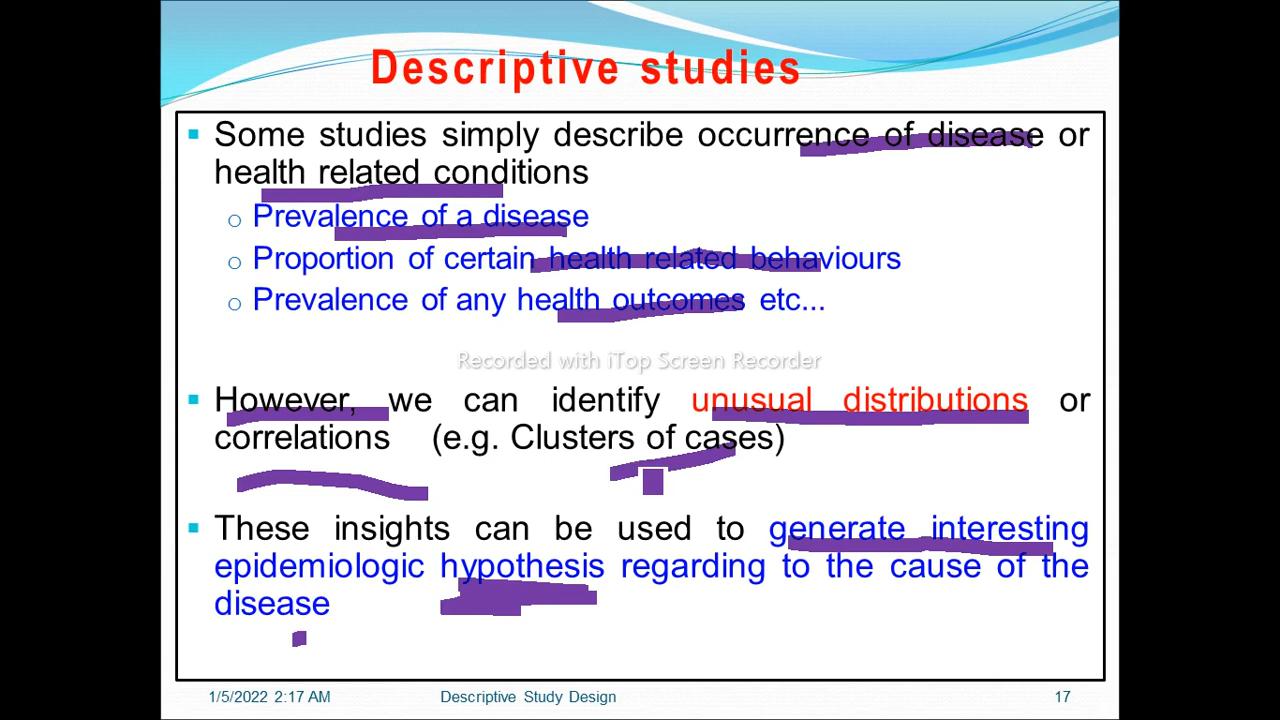 Descriptive studies
Some studies simply describe occurrence of disease or
health related conditions
Prevalence of a disease
Proportion of certain health related behaviours
Prevalence of any health outcomes etc...
Recorded with iTop Screen Recorder
However, we can identify unusual distributions or
correlations (e.g. Clusters of cases)
These insights can be used to generate interesting
epidemiologic hypothesis regarding to the cause of the
disease
1/5/2022 2:17 AM Descriptive Study Design 17